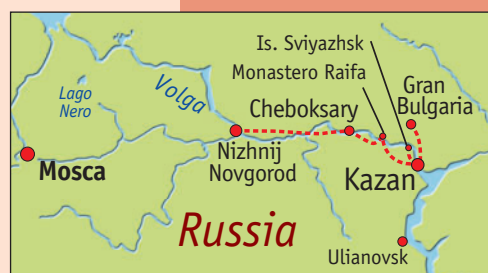 Is. Sviyazhsk
Monastero Raifa
Gran
Bulgaria
Lago
Nero
Volga
Cheboksary
Nizhnij
Novgorod
Mosca
Kazan
Russia
Ulianovsk